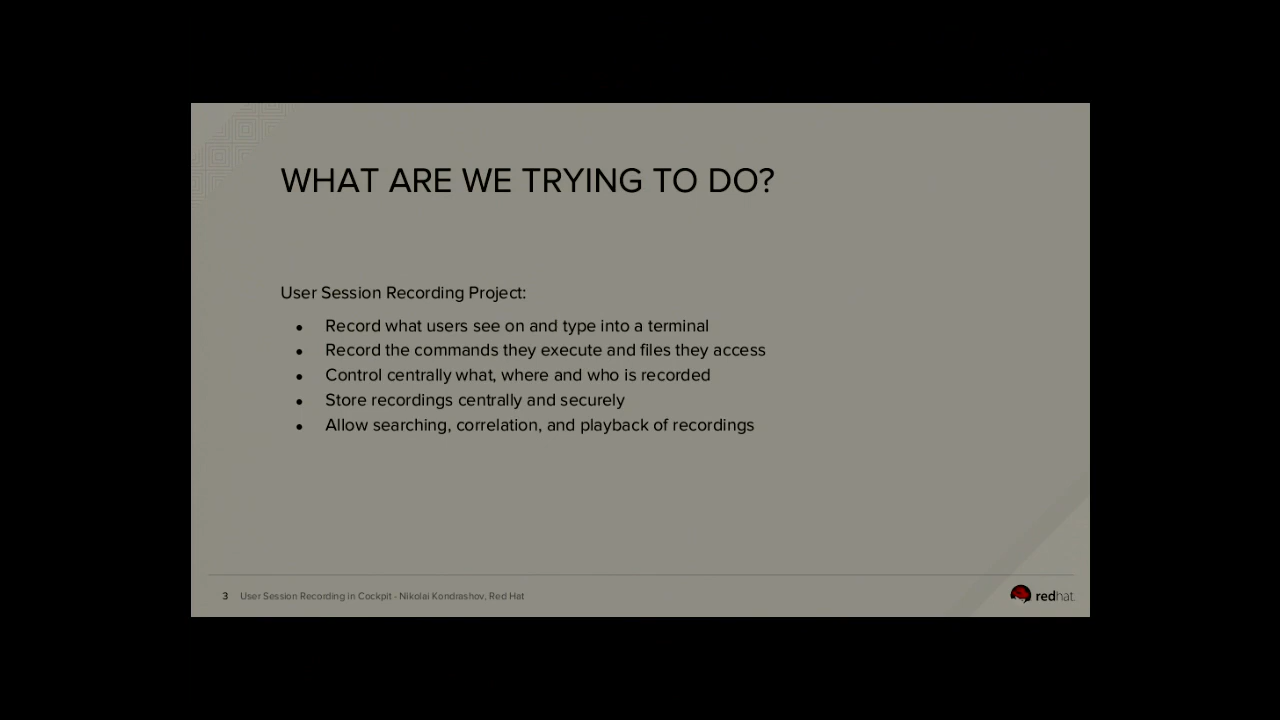 WHAT ARE WE TRYING TO DO?
User Session Recording Project:
● Record what users see on and type into a terminal
● Record the commands they execute and files they access
● Control centrally what, where and who is recorded
● Store recordings centrally and securely
● Allow searching, correlation, and playback of recordings
3 User Session Recording in Cockpit - Nikolai Kondrashov, Red Hat
redhat